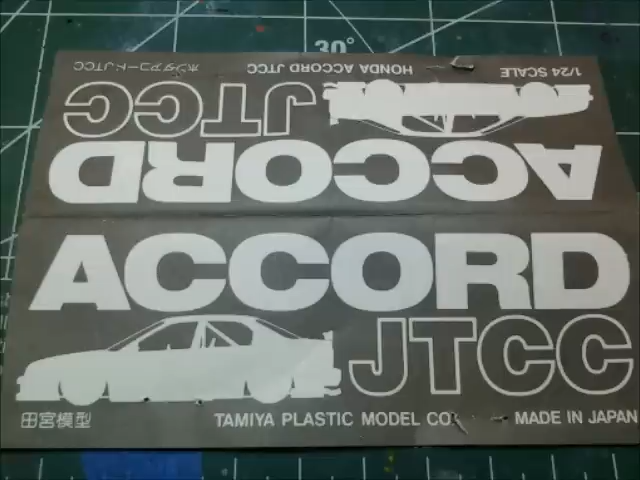 30°
ホンダアコードJTCC HONDA ACCORD JTCC 1/24 SCALE
JTCC
ACCORD
ACCORD
JTCC
田宮模型 TAMIYA PLASTIC MODEL CO. MADE IN JAPAN